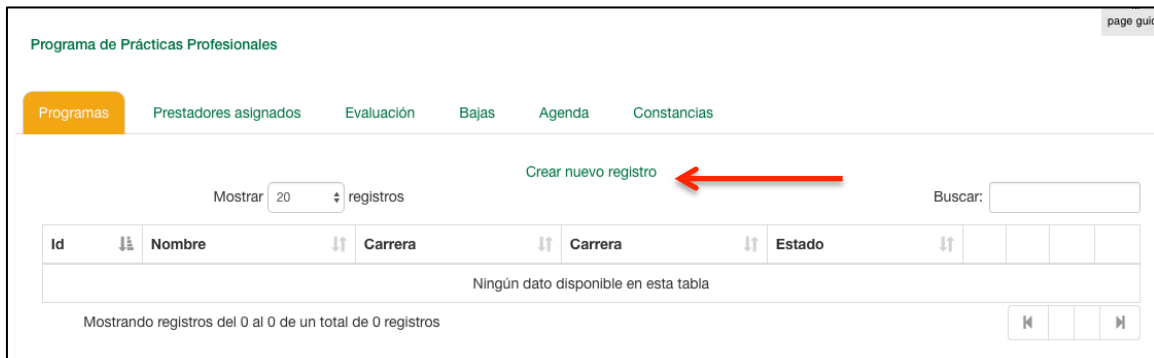 page guid
Programa de Prácticas Profesionales
Programas Prestadores asignados Evaluación Bajas Agenda Constancias
Crear nuevo registro
Mostrar 20 registros Buscar:
Id Nombre Carrera Carrera Estado
Ningún dato disponible en esta tabla
Mostrando registros del 0 al 0 de un total de 0 registros